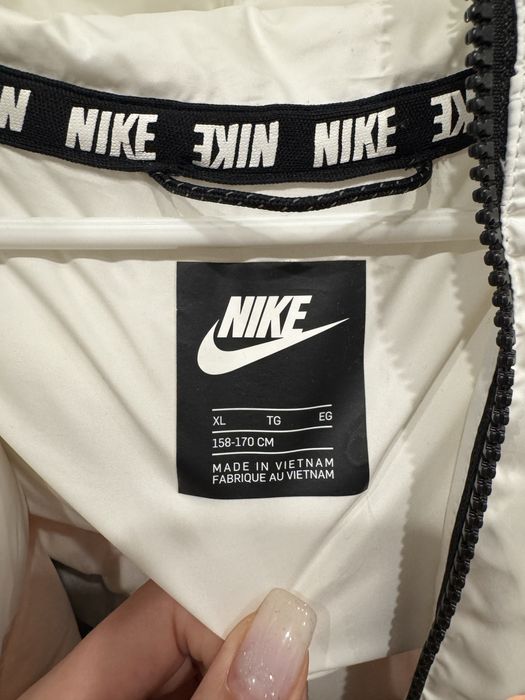 N NIKE NIKE NIKE NIKE
NIKE
XL TG EG
158-170 CM
MADE IN VIETNAM
FABRIQUE AU VIETNAM